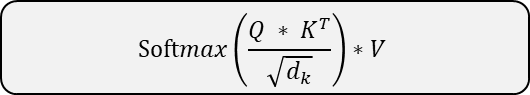 Softmax(Q * K^T / √d_k) * V